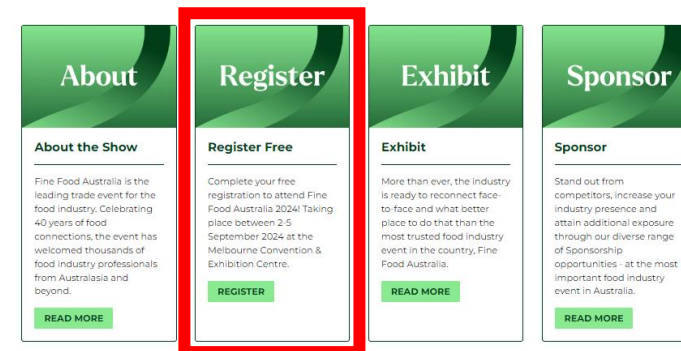 About
About the Show
Fine Food Australia is the
leading trade event for the
food industry. Celebrating
40 years of food
connections, the event has
welcomed thousands of
food industry professionals
from Australasia and
beyond.
READ MORE
Register
Register Free
Complete your free
registration to attend Fine
Food Australia 2024! Taking
place between 2-5
September 2024 at the
Melbourne Convention &
Exhibition Centre.
REGISTER
Exhibit
Exhibit
More than ever, the industry
is ready to reconnect face-
to-face and what better
place to do that than the
most trusted food industry
event in the country, Fine
Food Australia.
READ MORE
Sponsor
Sponsor
Stand out from
competitors, increase your
industry presence and
attain additional exposure
through our diverse range
of Sponsorship
opportunities - at the most
important food industry
event in Australia.
READ MORE